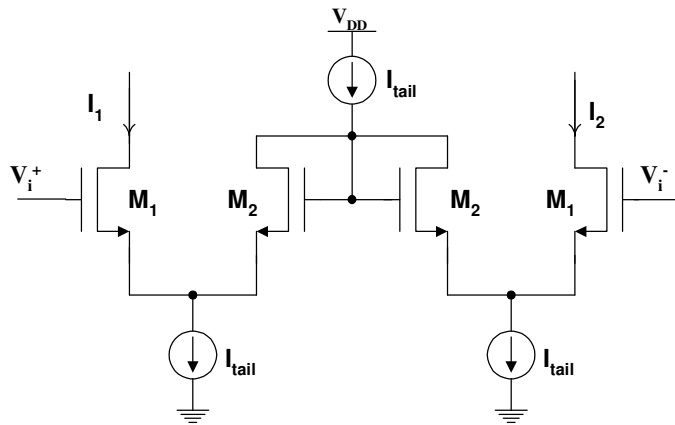 V_DD
I_tail
I_1
I_2
V_i^+
M_1
M_2
M_2
M_1
V_i^-
I_tail
I_tail